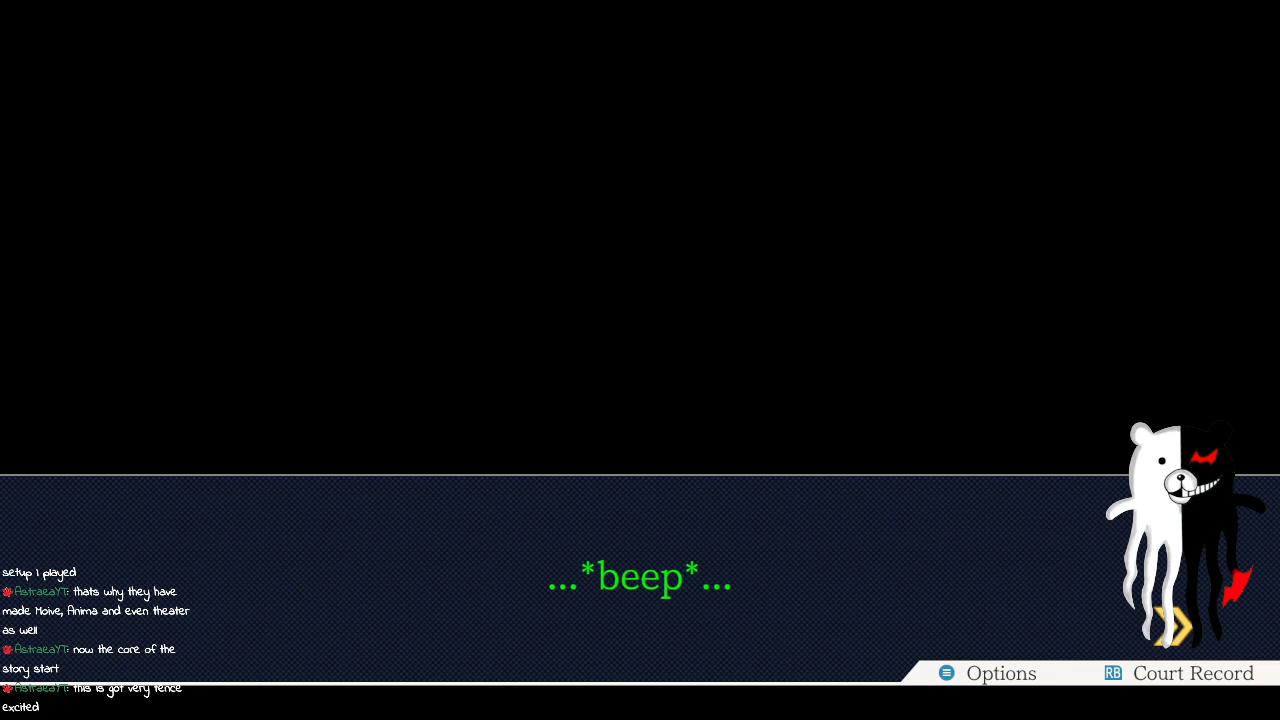 ...*beep*...
setup I played
AstraeaYT: thats why they have
made Moive, Anima and even theater
as well
AstraeaYT: now the core of the
story start
AstraeaYT: this is got very tence
excited
Options
RB Court Record